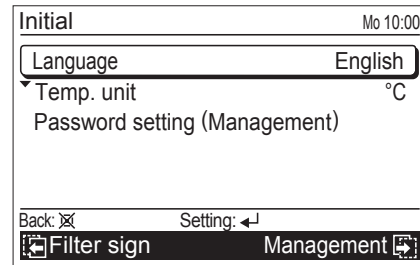 Initial Mo 10:00
Language English
Temp. unit °C
Password setting (Management)
Back: Setting:
Filter sign Management